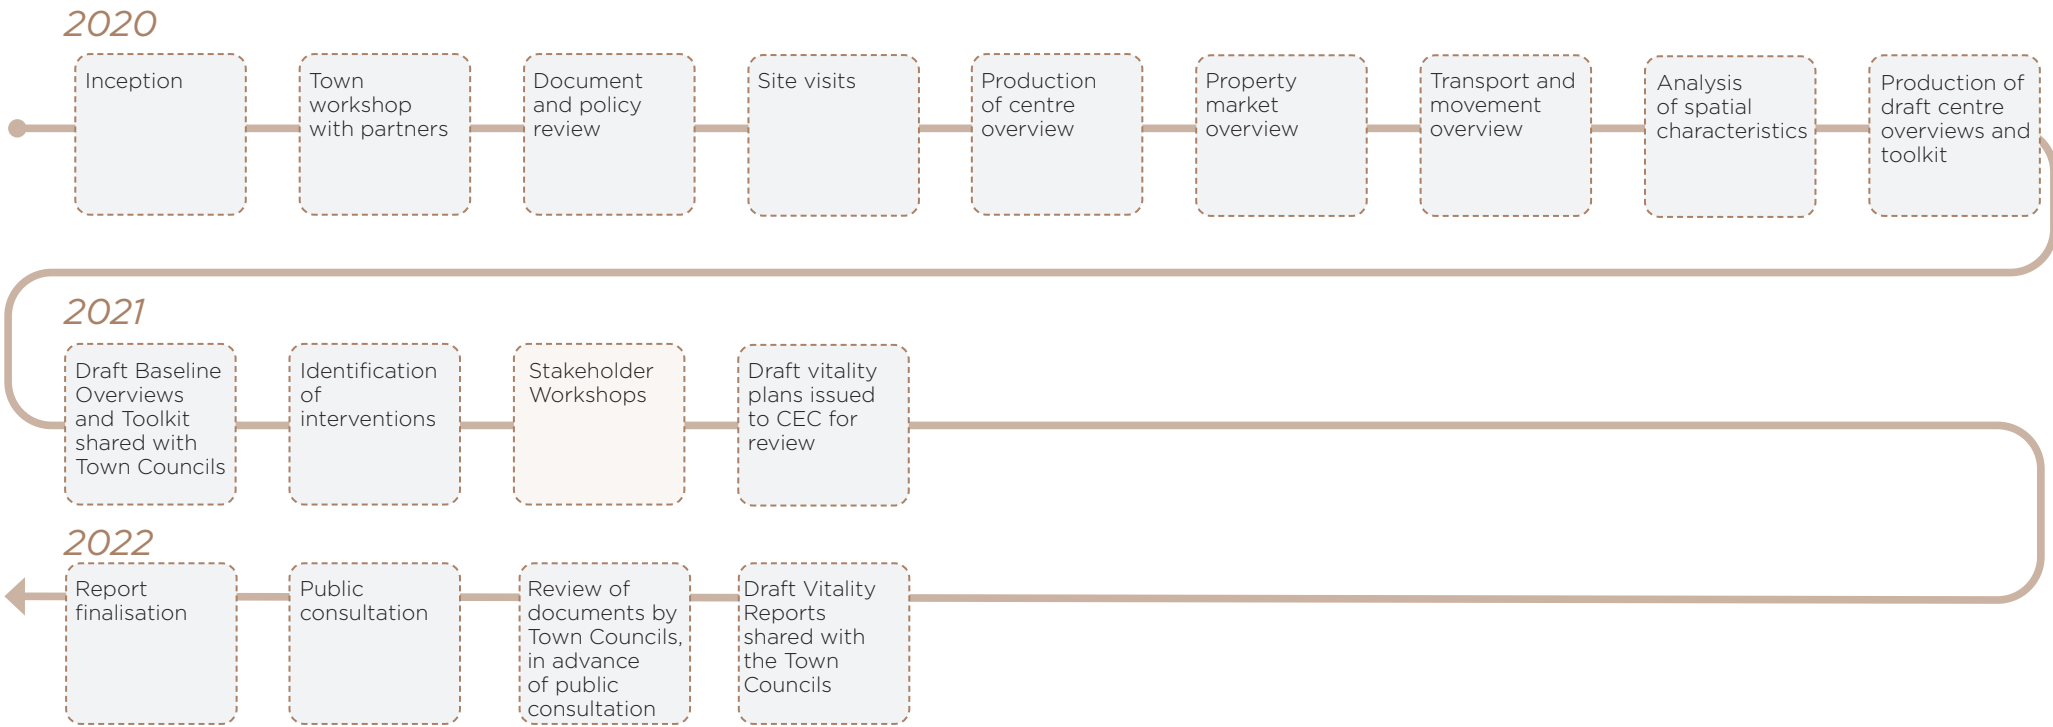 2020
Inception
Town
workshop
with partners
Document
and policy
review
Site visits
Production
of centre
overview
Property
market
overview
Transport and
movement
overview
Analysis
of spatial
characteristics
Production of
draft centre
overviews and
toolkit
2021
Draft Baseline
Overviews
and Toolkit
shared with
Town Councils
Identification
of
interventions
Stakeholder
Workshops
Draft vitality
plans issued
to CEC for
review
2022
Report
finalisation
Public
consultation
Review of
documents by
Town Councils,
in advance
of public
consultation
Draft Vitality
Reports
shared with
the Town
Councils